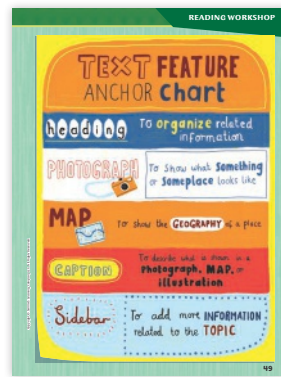 READING WORKSHOP
TEXT FEATURE
ANCHOR chart
heading
To organize related
information
PHOTOGRAPH
To show what something
or someplace looks like
MAP
To show the GEOGRAPHY of a place
CAPTION
To describe what is shown in a
photograph, MAP, or
illustration
Sidebar
To add more INFORMATION
related to the TOPIC
49